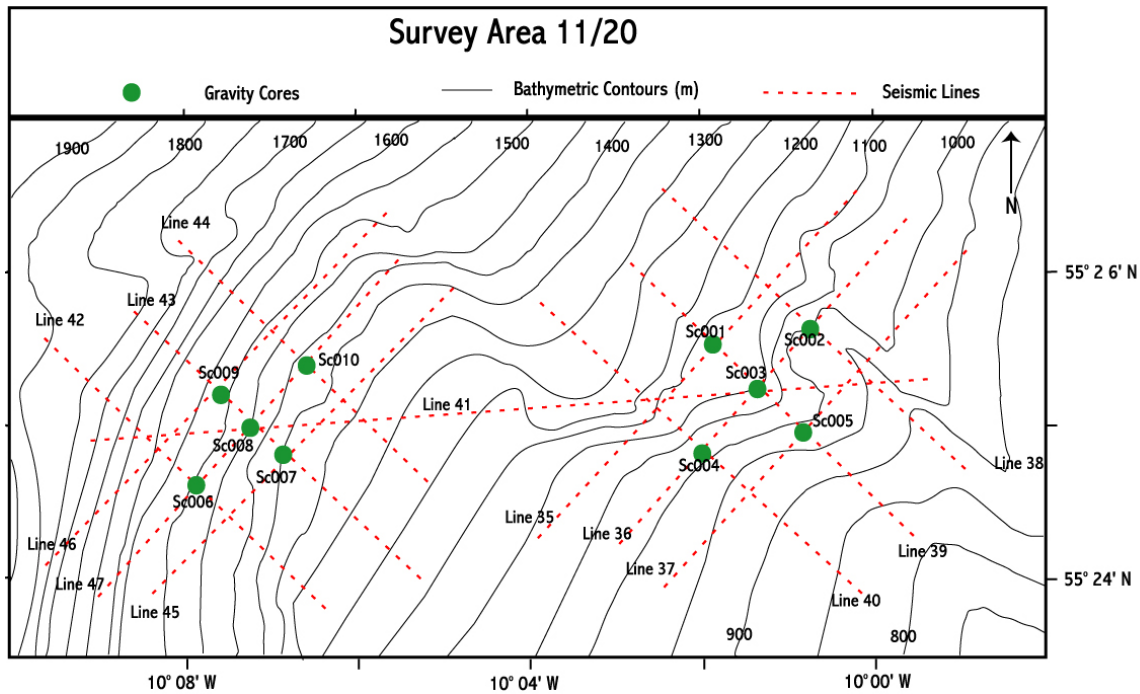 Survey Area 11/20
Gravity Cores
Bathymetric Contours (m)
Seismic Lines
1900
1800
1700
1600
1500
1400
1300
1200
1100
1000
N
Line 44
Line 43
Line 42
55° 2 6' N
Sc001
Sc002
Sc009
Sc010
Sc003
Line 41
Sc005
Sc008
Sc007
Sc004
Line 38
Sc006
Line 35
Line 36
Line 46
Line 39
Line 37
Line 47
55° 24' N
Line 45
Line 40
900
800
10° 08' W
10° 04' W
10° 00' W